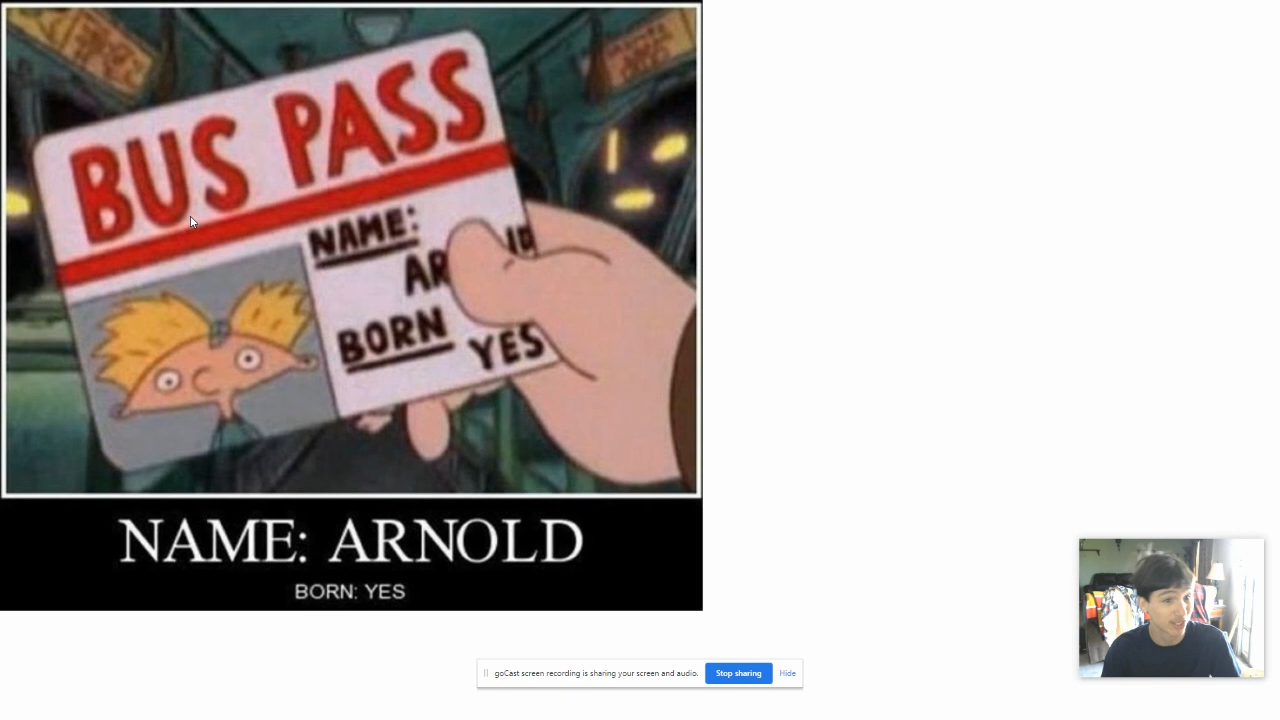 BUS PASS
NAME:
AR
BORN
YES
NAME: ARNOLD
BORN: YES
goCast screen recording is sharing your screen and audio.
Stop sharing
Hide